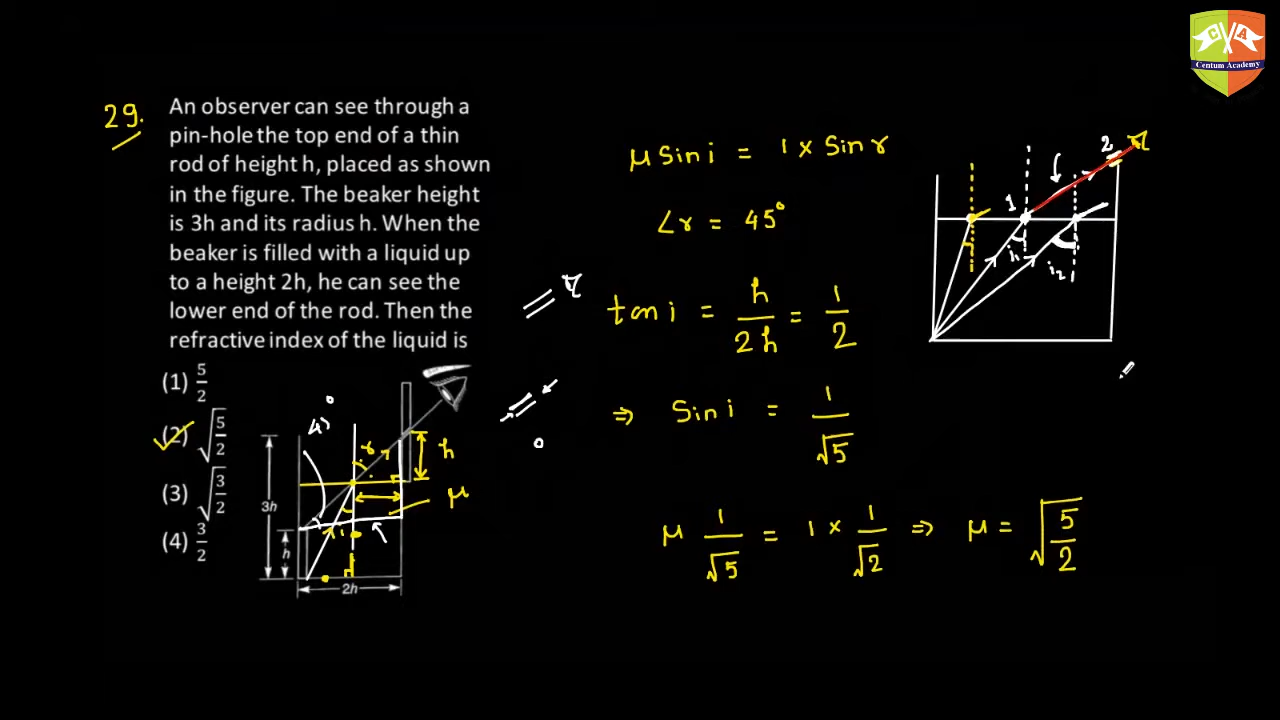 29.
An observer can see through a
pin-hole the top end of a thin
rod of height h, placed as shown
in the figure. The beaker height
is 3h and its radius h. When the
beaker is filled with a liquid up
to a height 2h, he can see the
lower end of the rod. Then the
refractive index of the liquid is
(1) 5/2
(2) √(5/2)
(3) √(3/2)
(4) 3/2
45°
r
h
μ
3h
h
i
2h
μ Sin i = 1 × Sin r
∠r = 45°
tan i = h/2h = 1/2
⇒ Sin i = 1/√5
μ 1/√5 = 1 × 1/√2 ⇒ μ = √(5/2)
2
1
i₁
i₂
C A
Centum Academy